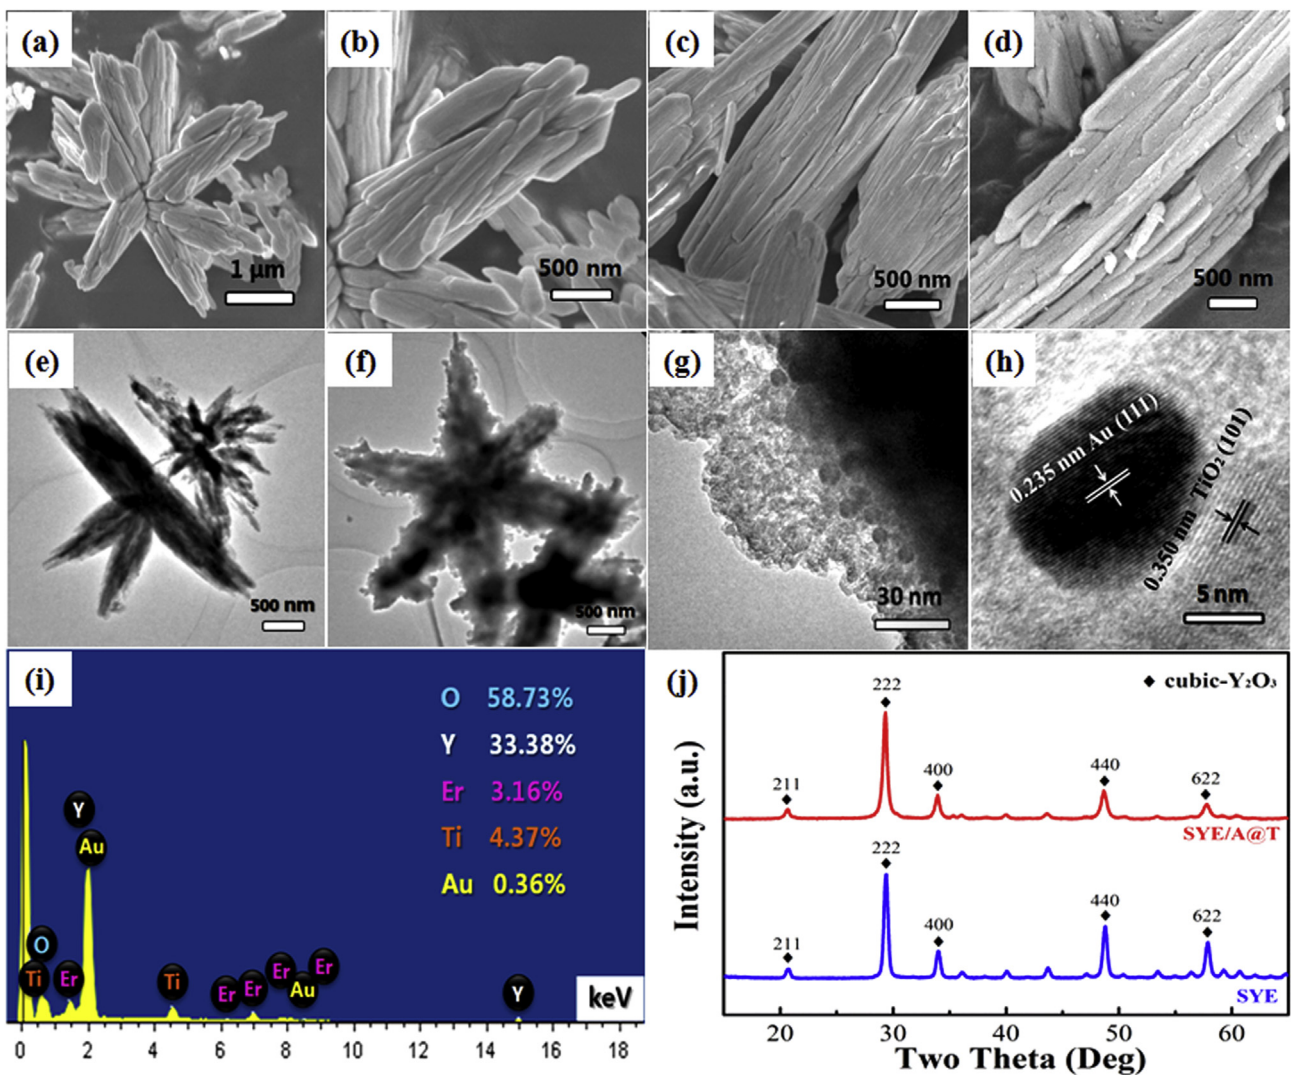 (a)
1 μm
(b)
500 nm
(c)
500 nm
(d)
500 nm
(e)
500 nm
(f)
500 nm
(g)
30 nm
(h)
0.235 nm Au (111)
0.350 nm TiO₂ (101)
5 nm
(i)
O 58.73%
Y 33.38%
Er 3.16%
Ti 4.37%
Au 0.36%
Y
Au
O
Ti
Er
Ti
Er
Er
Er
Au
Er
Y
keV
0 2 4 6 8 10 12 14 16 18
(j)
◆ cubic-Y₂O₃
222
211
400
440
622
SYE/A@T
222
211
400
440
622
SYE
Intensity (a.u.)
20 30 40 50 60
Two Theta (Deg)